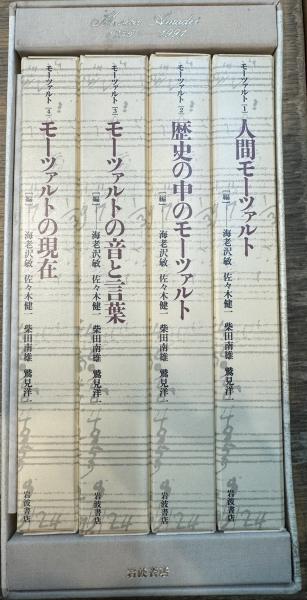 1991
モーツァルト［1］
人間モーツァルト
［編］
海老沢敏 佐々木健一 柴田南雄 鷲見洋一
岩波書店
モーツァルト［2］
歴史の中のモーツァルト
［編］
海老沢敏 佐々木健一 柴田南雄 鷲見洋一
岩波書店
モーツァルト［3］
モーツァルトの音と言葉
［編］
海老沢敏 佐々木健一 柴田南雄 鷲見洋一
岩波書店
モーツァルト［4］
モーツァルトの現在
［編］
海老沢敏 佐々木健一 柴田南雄 鷲見洋一
岩波書店
岩波書店